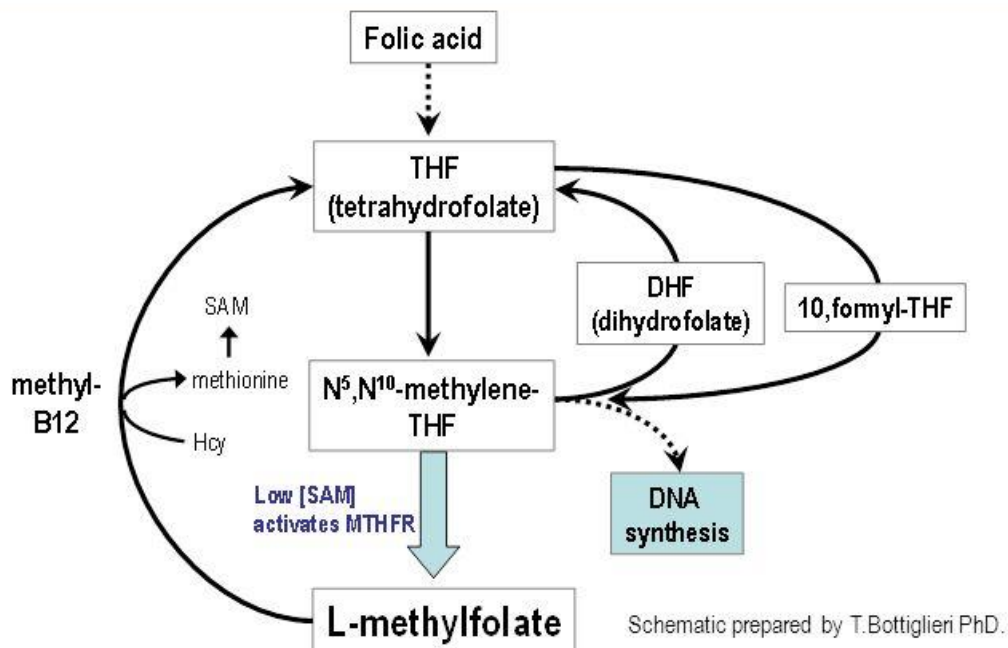 Folic acid
THF
(tetrahydrofolate)
DHF
(dihydrofolate)
10,formyl-THF
SAM
methionine
Hcy
methyl-
B12
N⁵,N¹⁰-methylene-
THF
Low [SAM]
activates MTHFR
DNA
synthesis
L-methylfolate
Schematic prepared by T.Bottiglieri PhD.